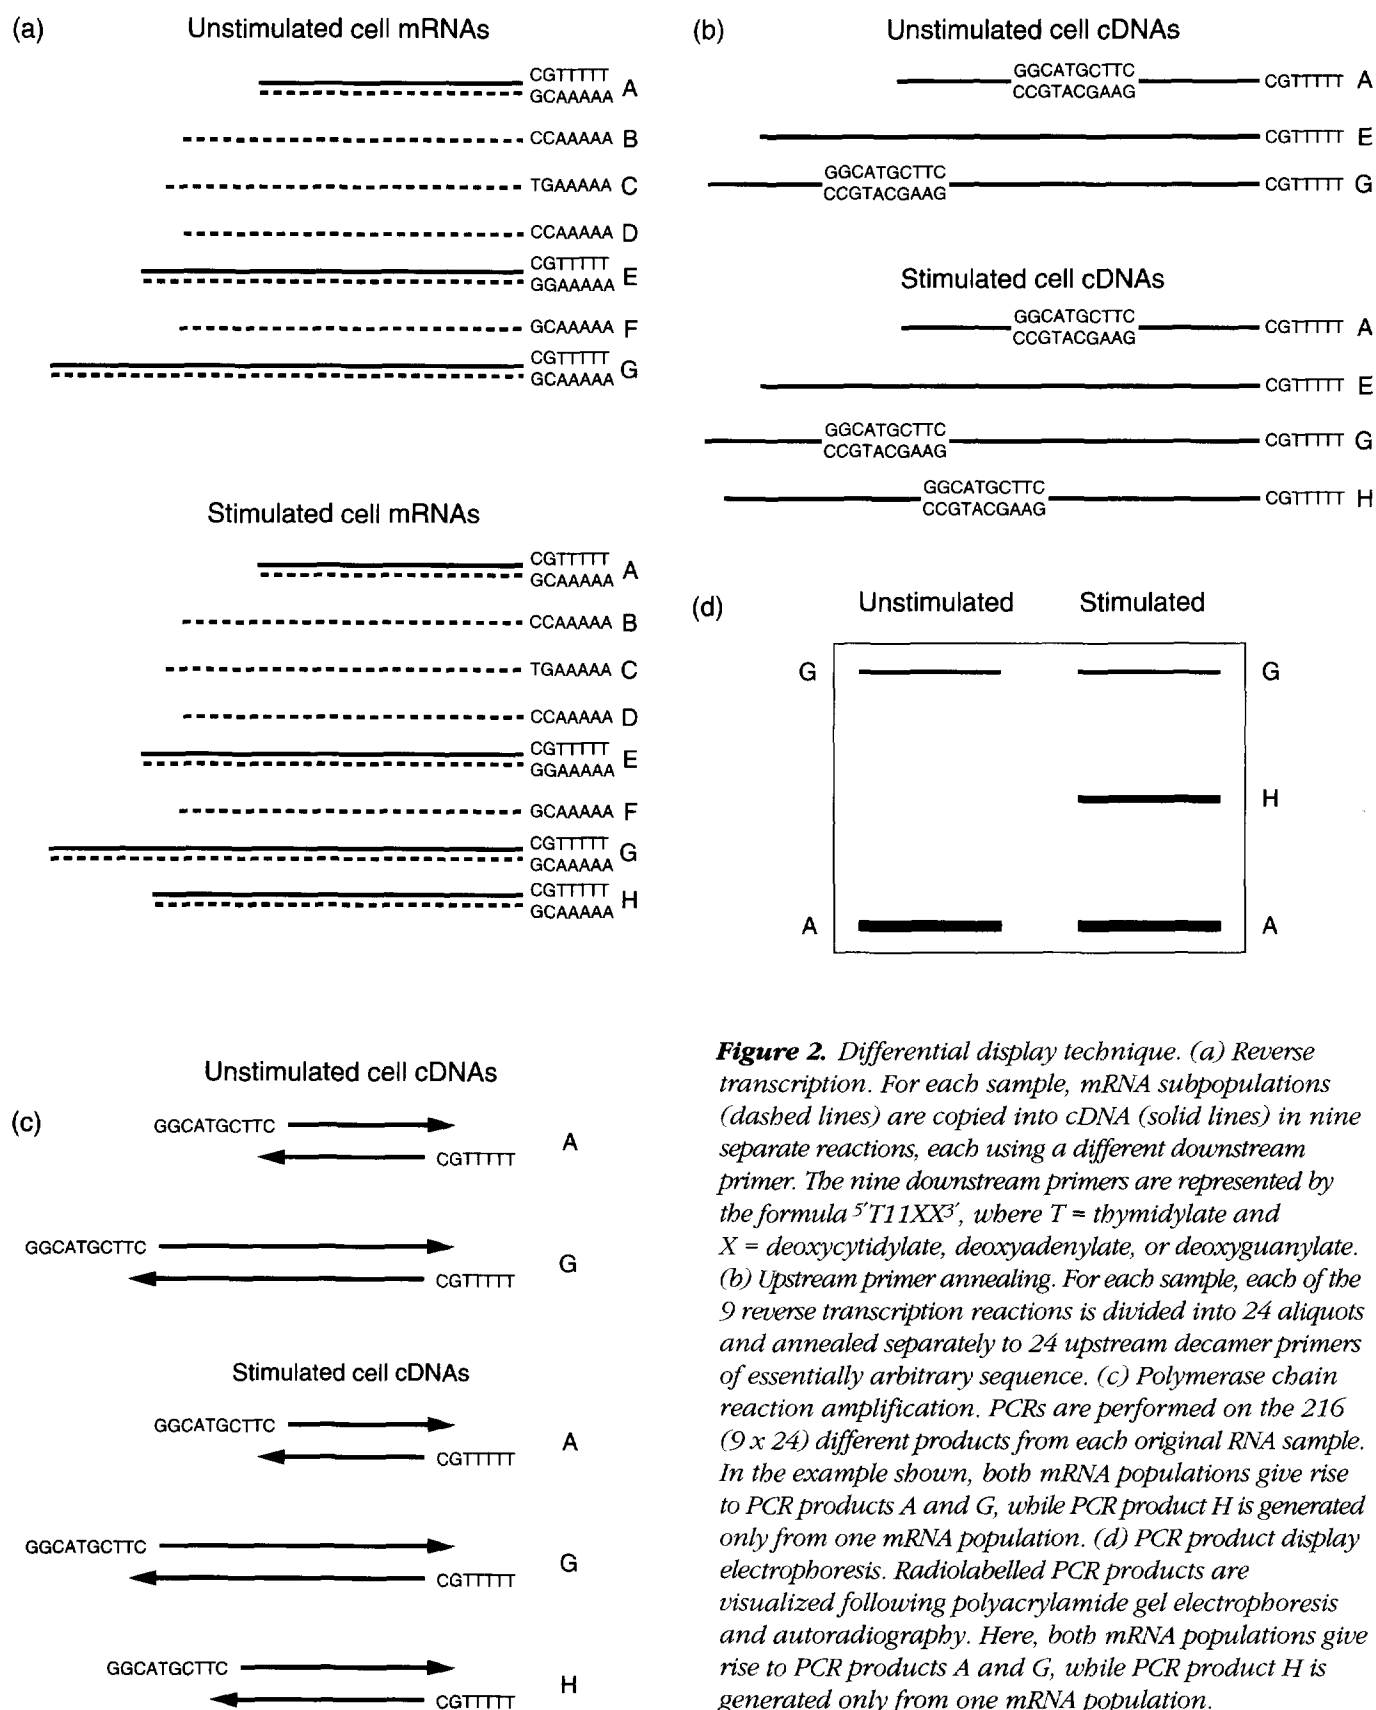 (a)
Unstimulated cell mRNAs
CGTTTTT
GCAAAAA A
CCAAAAA B
TGAAAAA C
CCAAAAA D
CGTTTTT
GGAAAAA E
GCAAAAA F
CGTTTTT
GCAAAAA G
Stimulated cell mRNAs
CGTTTTT
GCAAAAA A
CCAAAAA B
TGAAAAA C
CCAAAAA D
CGTTTTT
GGAAAAA E
GCAAAAA F
CGTTTTT
GCAAAAA G
CGTTTTT
GCAAAAA H
(b)
Unstimulated cell cDNAs
GGCATGCTTC
CCGTACGAAG
CGTTTTT A
CGTTTTT E
GGCATGCTTC
CCGTACGAAG
CGTTTTT G
Stimulated cell cDNAs
GGCATGCTTC
CCGTACGAAG
CGTTTTT A
CGTTTTT E
GGCATGCTTC
CCGTACGAAG
CGTTTTT G
GGCATGCTTC
CCGTACGAAG
CGTTTTT H
(d)
Unstimulated Stimulated
G G
H
A A
(c)
Unstimulated cell cDNAs
GGCATGCTTC
CGTTTTT
A
GGCATGCTTC
CGTTTTT
G
Stimulated cell cDNAs
GGCATGCTTC
CGTTTTT
A
GGCATGCTTC
CGTTTTT
G
GGCATGCTTC
CGTTTTT
H
Figure 2. Differential display technique. (a) Reverse
transcription. For each sample, mRNA subpopulations
(dashed lines) are copied into cDNA (solid lines) in nine
separate reactions, each using a different downstream
primer. The nine downstream primers are represented by
the formula 5′T11XX3′, where T = thymidylate and
X = deoxycytidylate, deoxyadenylate, or deoxyguanylate.
(b) Upstream primer annealing. For each sample, each of the
9 reverse transcription reactions is divided into 24 aliquots
and annealed separately to 24 upstream decamer primers
of essentially arbitrary sequence. (c) Polymerase chain
reaction amplification. PCRs are performed on the 216
(9 x 24) different products from each original RNA sample.
In the example shown, both mRNA populations give rise
to PCR products A and G, while PCR product H is generated
only from one mRNA population. (d) PCR product display
electrophoresis. Radiolabelled PCR products are
visualized following polyacrylamide gel electrophoresis
and autoradiography. Here, both mRNA populations give
rise to PCR products A and G, while PCR product H is
generated only from one mRNA population.